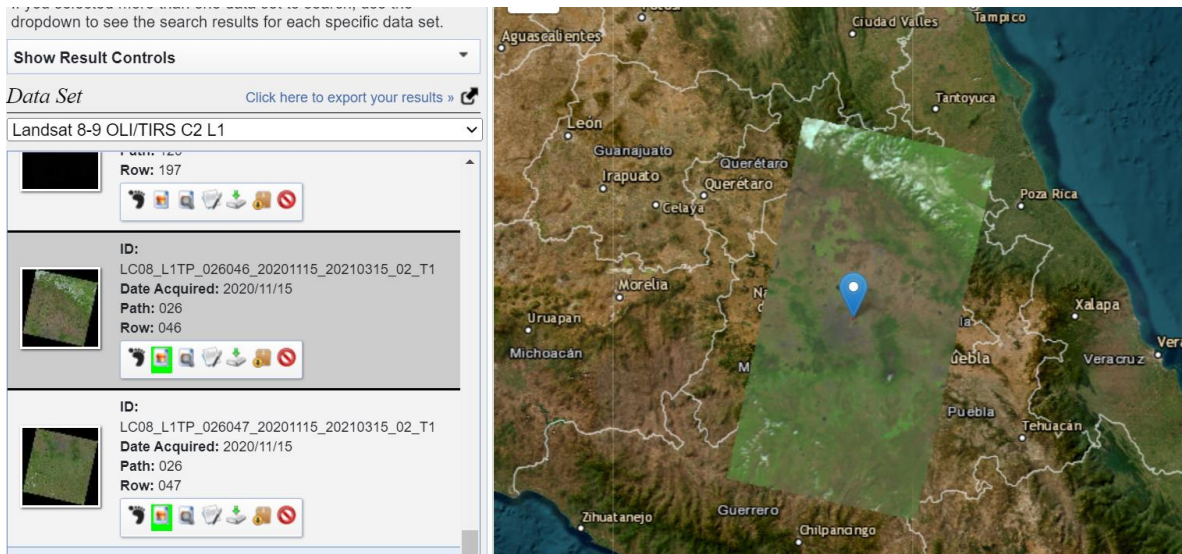 dropdown to see the search results for each specific data set.
Show Result Controls
Data Set
Click here to export your results »
Landsat 8-9 OLI/TIRS C2 L1
Row: 197
ID:
LC08_L1TP_026046_20201115_20210315_02_T1
Date Acquired: 2020/11/15
Path: 026
Row: 046
ID:
LC08_L1TP_026047_20201115_20210315_02_T1
Date Acquired: 2020/11/15
Path: 026
Row: 047
Ciudad Valles
Tampico
Aguascalientes
Tantoyuca
León
Guanajuato
Querétaro
Irapuato
Querétaro
Poza Rica
Celaya
Morelia
Xalapa
Uruapan
Michoacán
Veracruz
Puebla
Tehuacán
Guerrero
Zihuatanejo
Chilpancingo